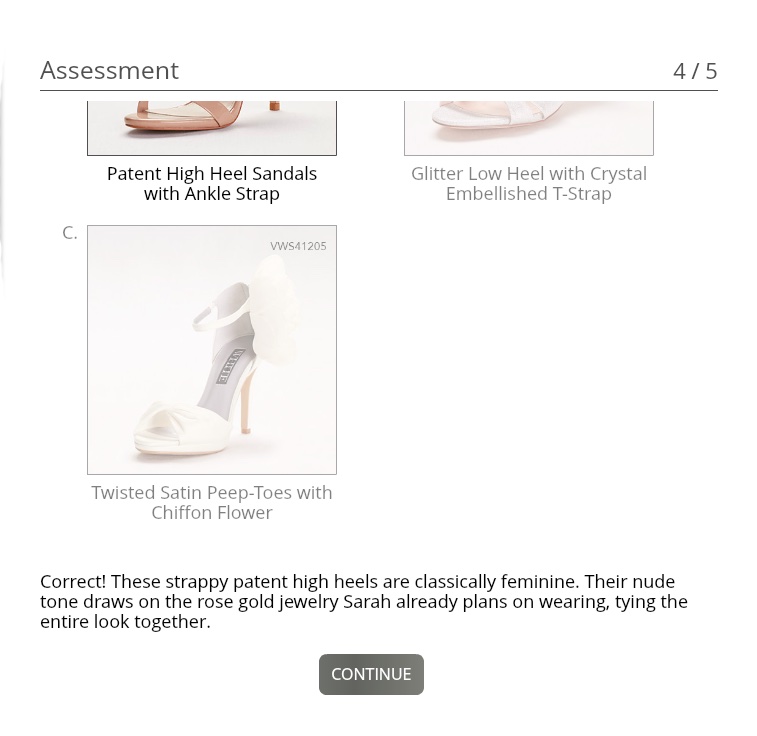 Assessment
4 / 5
Patent High Heel Sandals
with Ankle Strap
Glitter Low Heel with Crystal
Embellished T-Strap
C.
VWS41205
Twisted Satin Peep-Toes with
Chiffon Flower
Correct! These strappy patent high heels are classically feminine. Their nude
tone draws on the rose gold jewelry Sarah already plans on wearing, tying the
entire look together.
CONTINUE